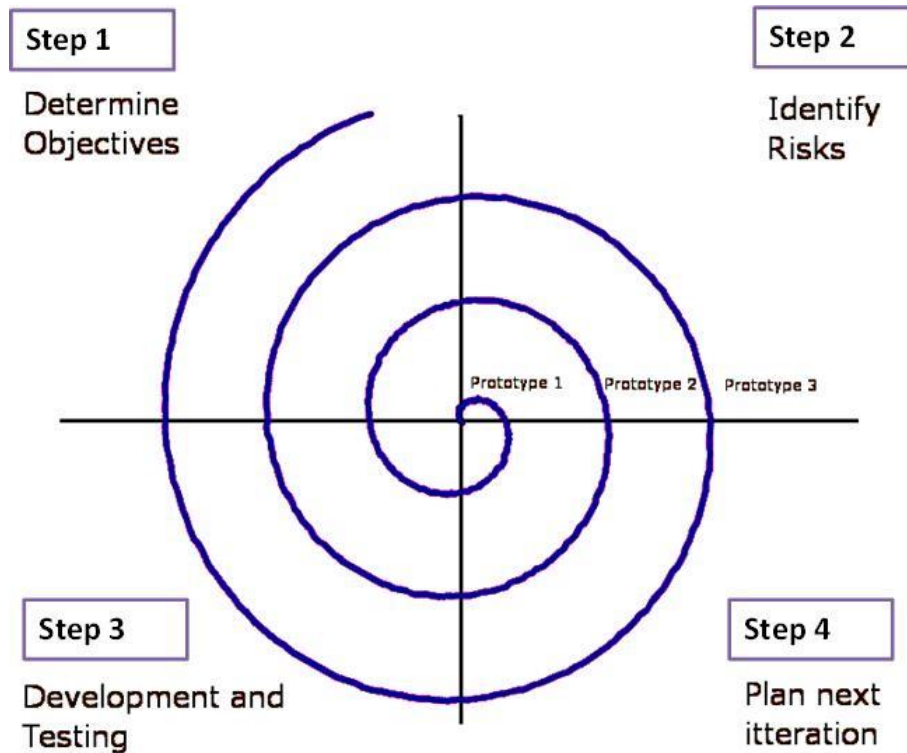 Step 1
Determine
Objectives
Step 2
Identify
Risks
Prototype 1
Prototype 2
Prototype 3
Step 3
Development and
Testing
Step 4
Plan next
itteration